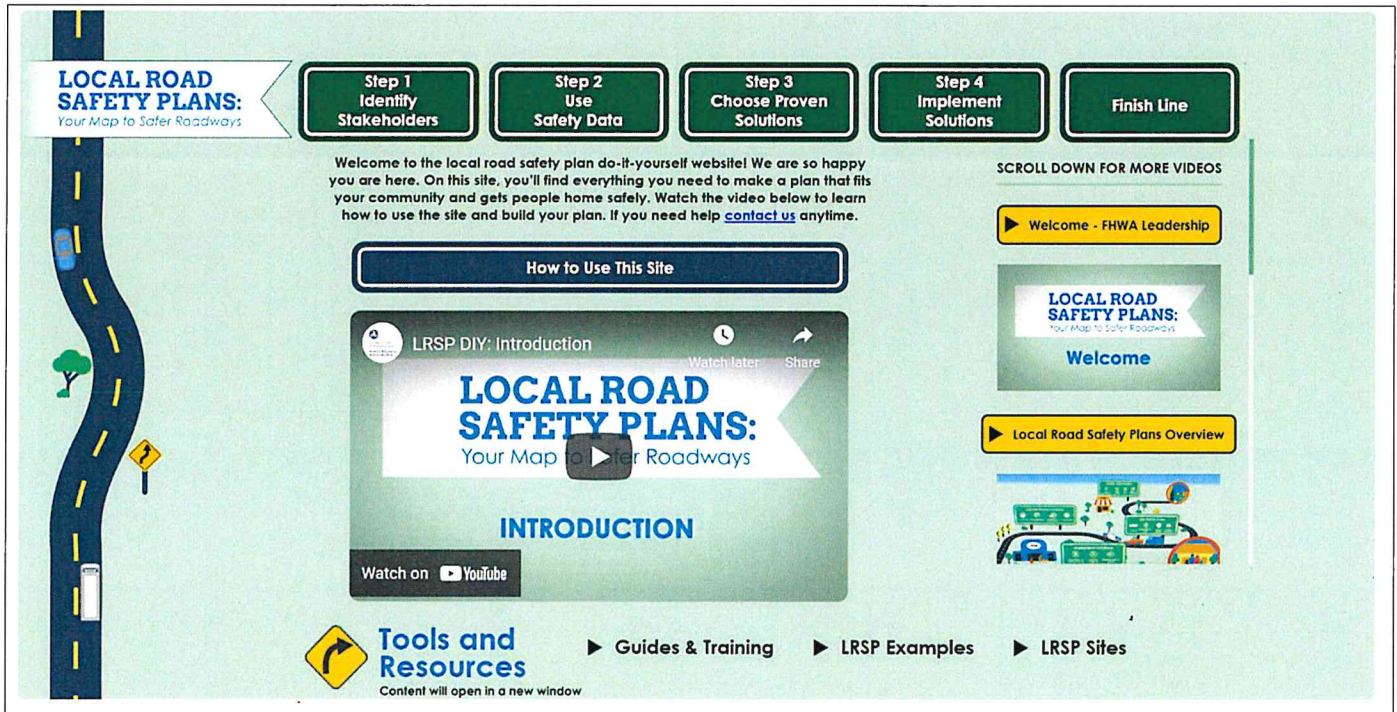 LOCAL ROAD
SAFETY PLANS:
Your Map to Safer Roadways
Step 1
Identify
Stakeholders
Step 2
Use
Safety Data
Step 3
Choose Proven
Solutions
Step 4
Implement
Solutions
Finish Line
Welcome to the local road safety plan do-it-yourself website! We are so happy
you are here. On this site, you'll find everything you need to make a plan that fits
your community and gets people home safely. Watch the video below to learn
how to use the site and build your plan. If you need help contact us anytime.
How to Use This Site
LRSP DIY: Introduction
Watch later
Share
LOCAL ROAD
SAFETY PLANS:
Your Map to Safer Roadways
INTRODUCTION
Watch on YouTube
SCROLL DOWN FOR MORE VIDEOS
Welcome - FHWA Leadership
LOCAL ROAD
SAFETY PLANS:
Your Map to Safer Roadways
Welcome
Local Road Safety Plans Overview
Tools and
Resources
Content will open in a new window
Guides & Training
LRSP Examples
LRSP Sites